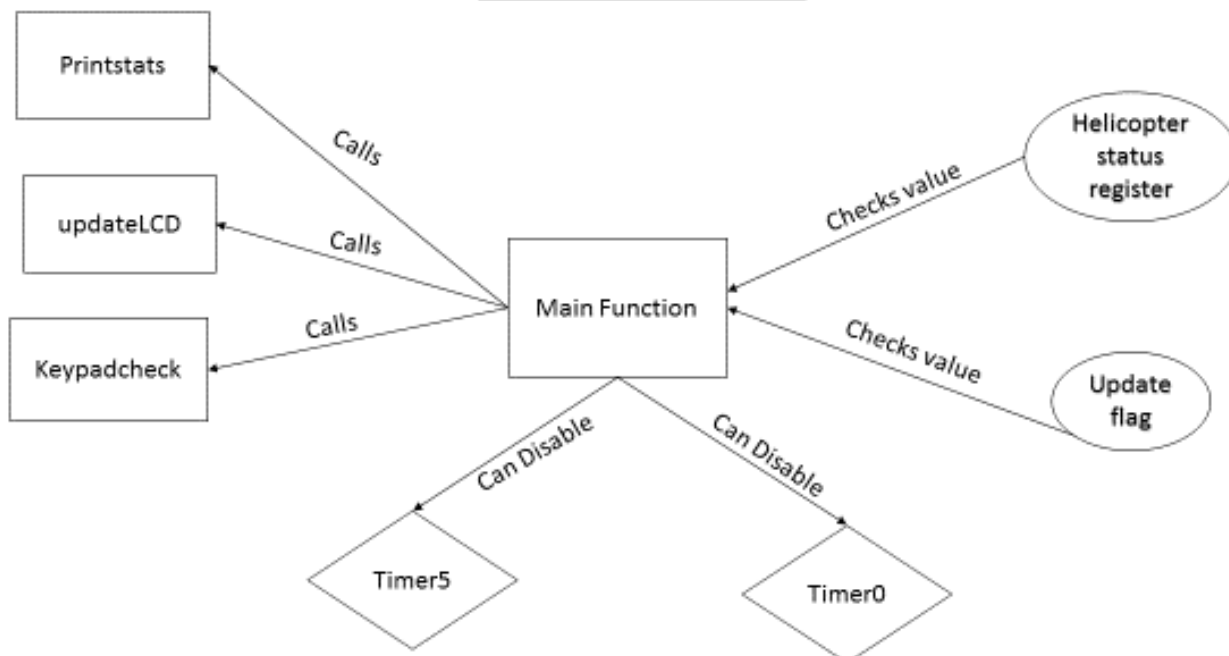 Printstats
Calls
Helicopter
status
register
Checks value
updateLCD
Calls
Main Function
Keypadcheck
Calls
Checks value
Update
flag
Can Disable
Can Disable
Timer5
Timer0